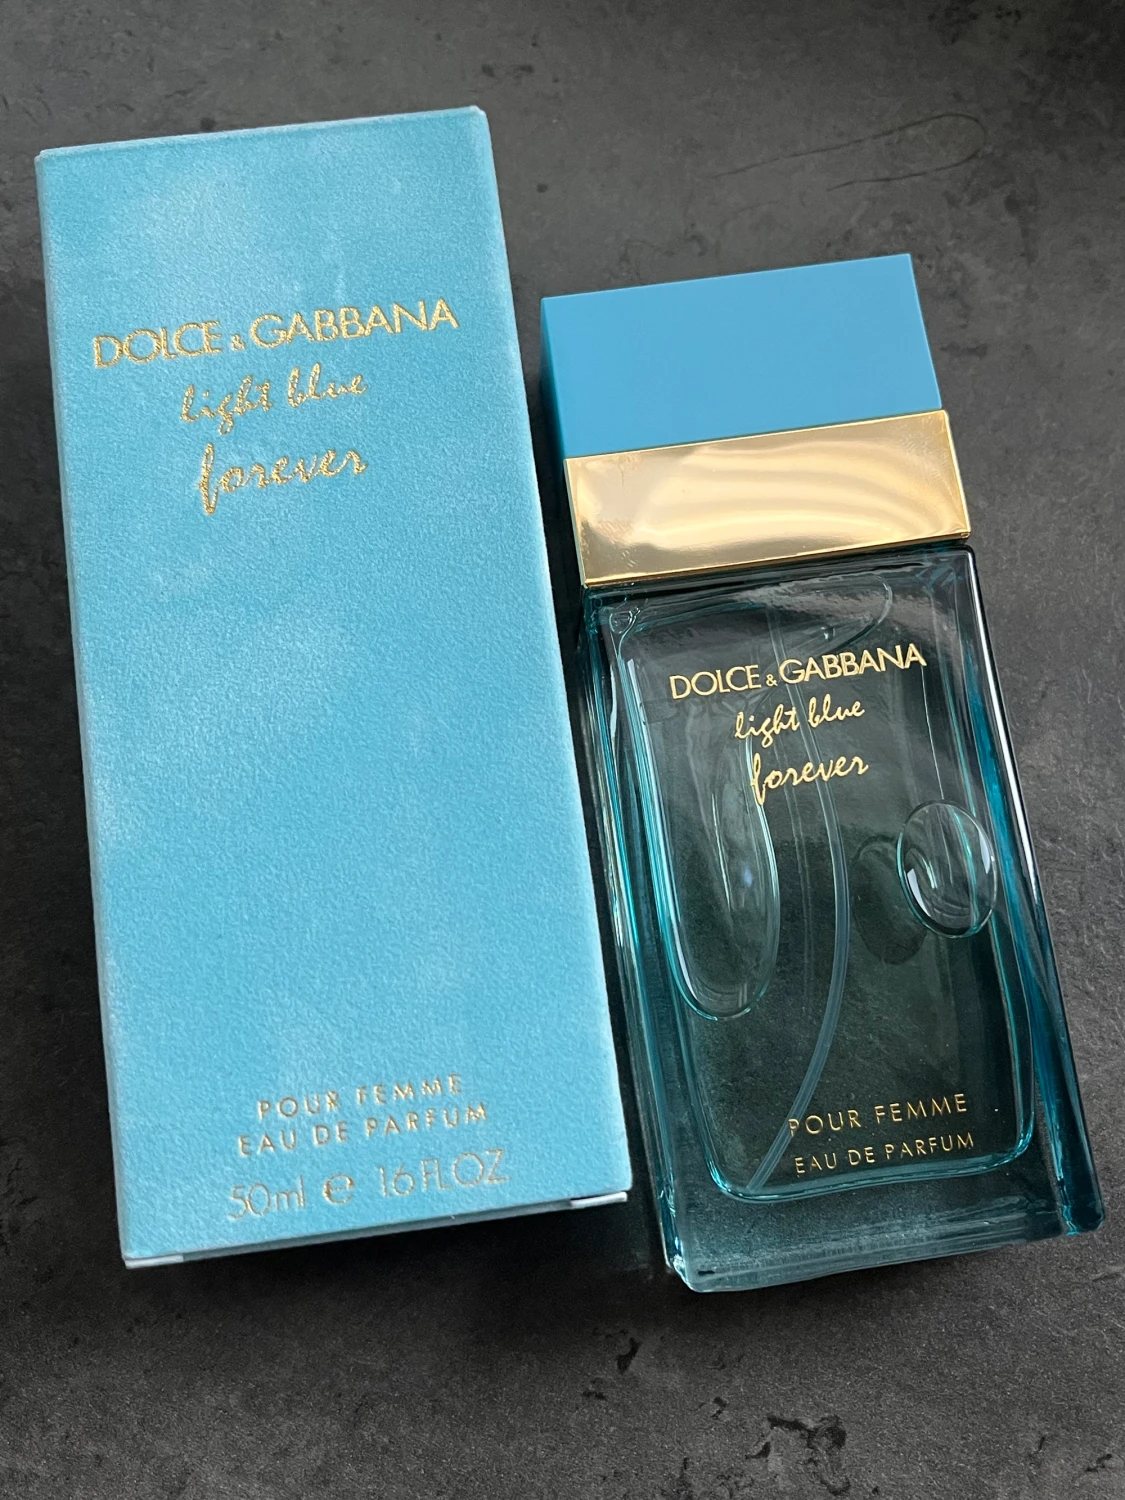 DOLCE & GABBANA
light blue
forever
POUR FEMME
EAU DE PARFUM
50ml e 1.6 FL.OZ
DOLCE & GABBANA
light blue
forever
POUR FEMME
EAU DE PARFUM